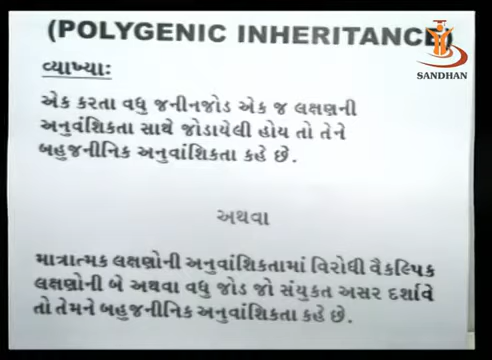 (POLYGENIC INHERITANCE)
SANDHAN
વ્યાખ્યાઃ
એક કરતા વધુ જનીનજોડ એક જ લક્ષણની
અનુવંશિકતા સાથે જોડાયેલી હોય તો તેને
બહુજનીનિક અનુવાંશિકતા કહે છે.
અથવા
માત્રાત્મક લક્ષણોની અનુવાંશિકતામાં વિરોધી વૈકલ્પિક
લક્ષણોની બે અથવા વધુ જોડ જો સંયુક્ત અસર દર્શાવે
તો તેમને બહુજનીનિક અનુવાંશિકતા કહે છે.